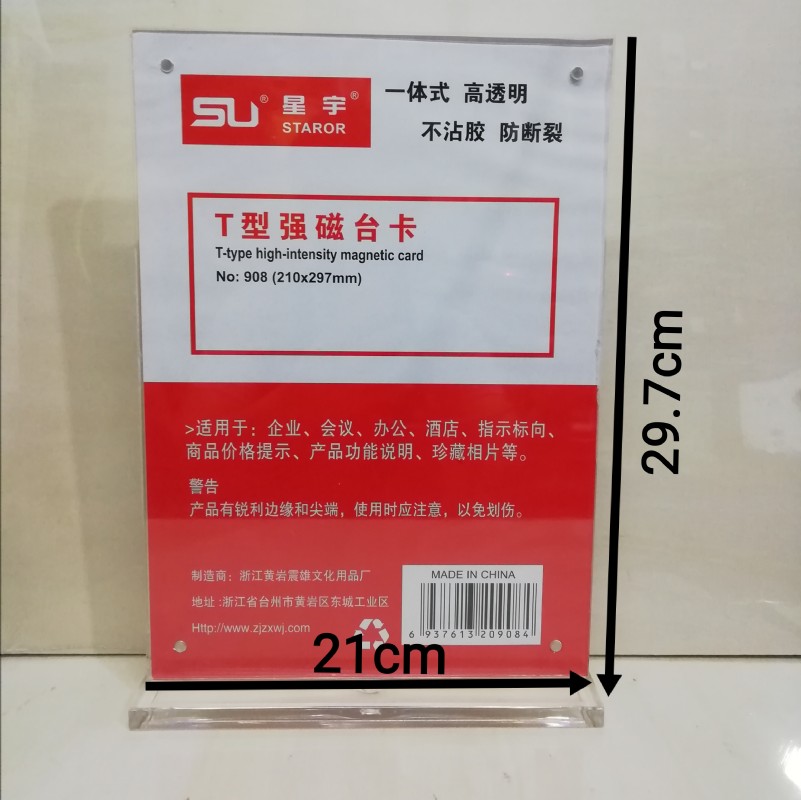 SU® 星宇®
STAROR
一体式 高透明
不沾胶 防断裂
T型强磁台卡
T-type high-intensity magnetic card
No: 908 (210x297mm)
>适用于：企业、会议、办公、酒店、指示标向、
商品价格提示、产品功能说明、珍藏相片等。
警告
产品有锐利边缘和尖端，使用时应注意，以免划伤。
制造商：浙江黄岩震雄文化用品厂
地址:浙江省台州市黄岩区东城工业区
Http://www.zjzxwj.com
MADE IN CHINA
6 937613 209084
21cm
29.7cm